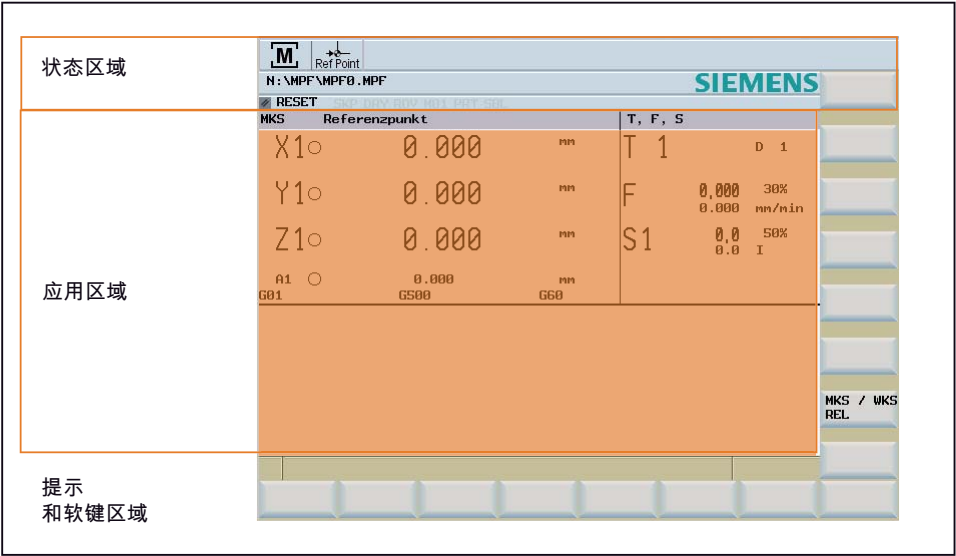 状态区域
M
Ref Point
N:\MPF\MPF0.MPF
SIEMENS
RESET SKP DRY ROV M01 PRT SBL
MKS Referenzpunkt T, F, S
X1 0.000 mm T 1 D 1
Y1 0.000 mm F 0,000 30%
0.000 mm/min
Z1 0.000 mm S1 0,0 50%
0.0 I
A1 0.000 mm
G01 G500 G60
应用区域
MKS / WKS
REL
提示
和软键区域